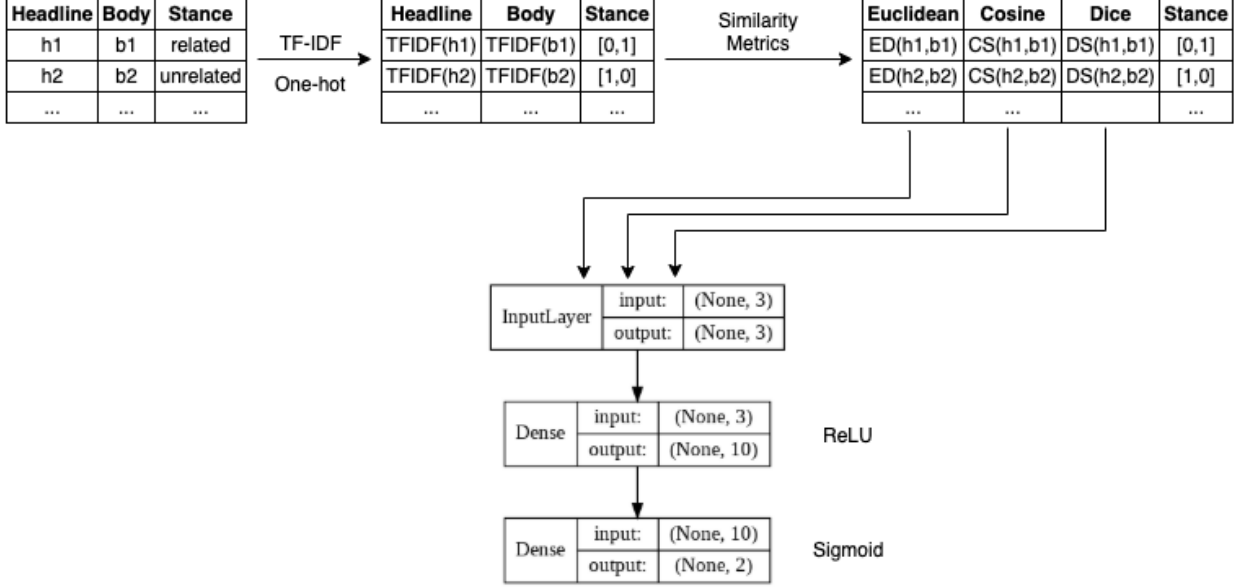 Headline Body Stance
h1 b1 related
h2 b2 unrelated
... ... ...
TF-IDF
One-hot
Headline Body Stance
TFIDF(h1) TFIDF(b1) [0,1]
TFIDF(h2) TFIDF(b2) [1,0]
... ... ...
Similarity
Metrics
Euclidean Cosine Dice Stance
ED(h1,b1) CS(h1,b1) DS(h1,b1) [0,1]
ED(h2,b2) CS(h2,b2) DS(h2,b2) [1,0]
... ... ...
InputLayer
input: (None, 3)
output: (None, 3)
Dense
input: (None, 3)
output: (None, 10)
ReLU
Dense
input: (None, 10)
output: (None, 2)
Sigmoid